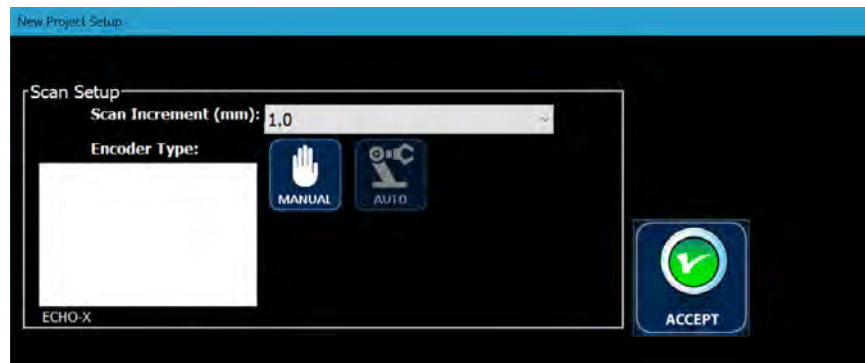 New Project Setup
Scan Setup
Scan Increment (mm): 1.0
Encoder Type:
MANUAL AUTO
ECHO-X
ACCEPT